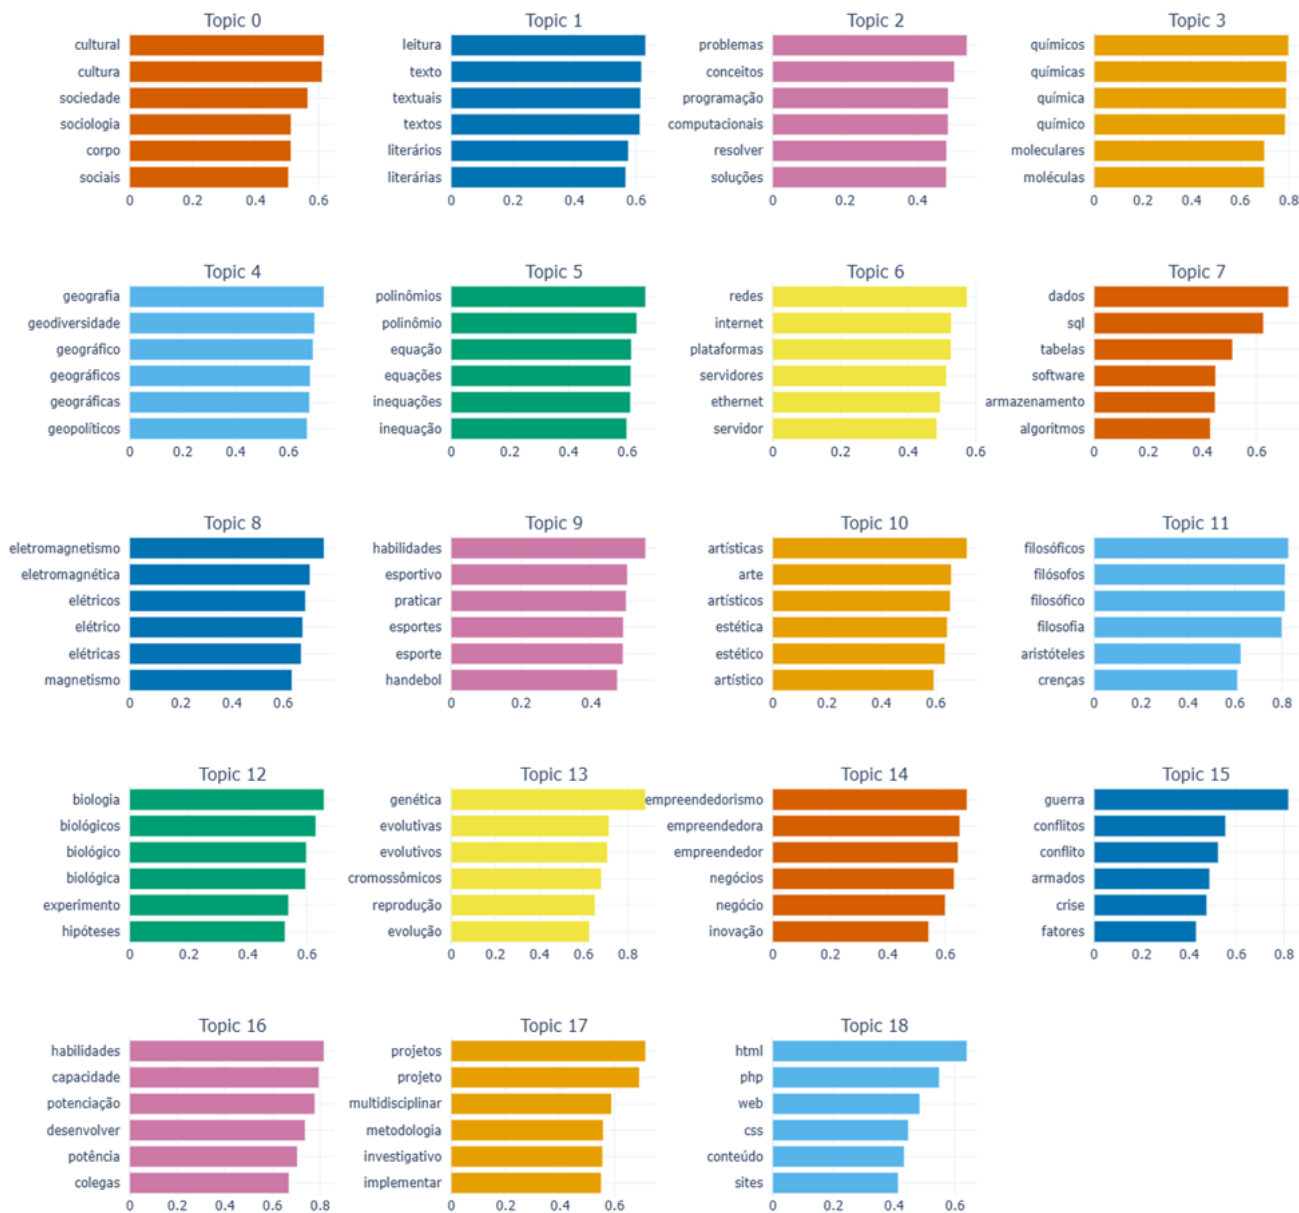 Topic 0
cultural
cultura
sociedade
sociologia
corpo
sociais
0 0.2 0.4 0.6
Topic 1
leitura
texto
textuais
textos
literários
literárias
0 0.2 0.4 0.6
Topic 2
problemas
conceitos
programação
computacionais
resolver
soluções
0 0.2 0.4
Topic 3
químicos
químicas
química
químico
moleculares
moléculas
0 0.2 0.4 0.6 0.8
Topic 4
geografia
geodiversidade
geográfico
geográficos
geográficas
geopolíticos
0 0.2 0.4 0.6
Topic 5
polinômios
polinômio
equação
equações
inequações
inequação
0 0.2 0.4 0.6
Topic 6
redes
internet
plataformas
servidores
ethernet
servidor
0 0.2 0.4 0.6
Topic 7
dados
sql
tabelas
software
armazenamento
algoritmos
0 0.2 0.4 0.6
Topic 8
eletromagnetismo
eletromagnética
elétricos
elétrico
elétricas
magnetismo
0 0.2 0.4 0.6
Topic 9
habilidades
esportivo
praticar
esportes
esporte
handebol
0 0.2 0.4
Topic 10
artísticas
arte
artísticos
estética
estético
artístico
0 0.2 0.4 0.6
Topic 11
filosóficos
filósofos
filosófico
filosofia
aristóteles
crenças
0 0.2 0.4 0.6 0.8
Topic 12
biologia
biológicos
biológico
biológica
experimento
hipóteses
0 0.2 0.4 0.6
Topic 13
genética
evolutivas
evolutivos
cromossômicos
reprodução
evolução
0 0.2 0.4 0.6 0.8
Topic 14
empreendedorismo
empreendedora
empreendedor
negócios
negócio
inovação
0 0.2 0.4 0.6
Topic 15
guerra
conflitos
conflito
armados
crise
fatores
0 0.2 0.4 0.6 0.8
Topic 16
habilidades
capacidade
potenciação
desenvolver
potência
colegas
0 0.2 0.4 0.6 0.8
Topic 17
projetos
projeto
multidisciplinar
metodologia
investigativo
implementar
0 0.2 0.4 0.6
Topic 18
html
php
web
css
conteúdo
sites
0 0.2 0.4 0.6